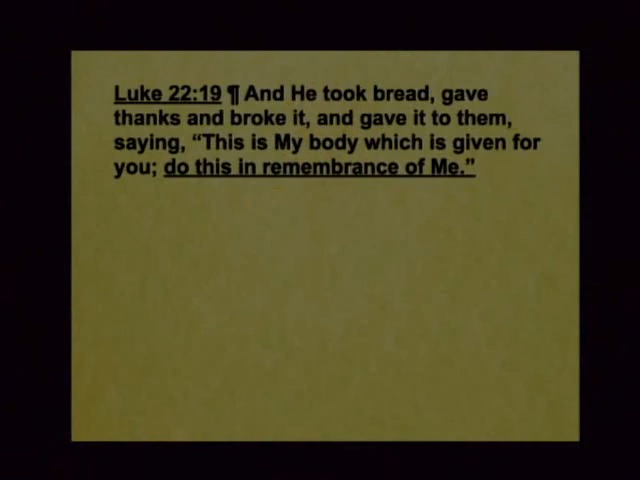 Luke 22:19 ¶ And He took bread, gave
thanks and broke it, and gave it to them,
saying, “This is My body which is given for
you; do this in remembrance of Me.”